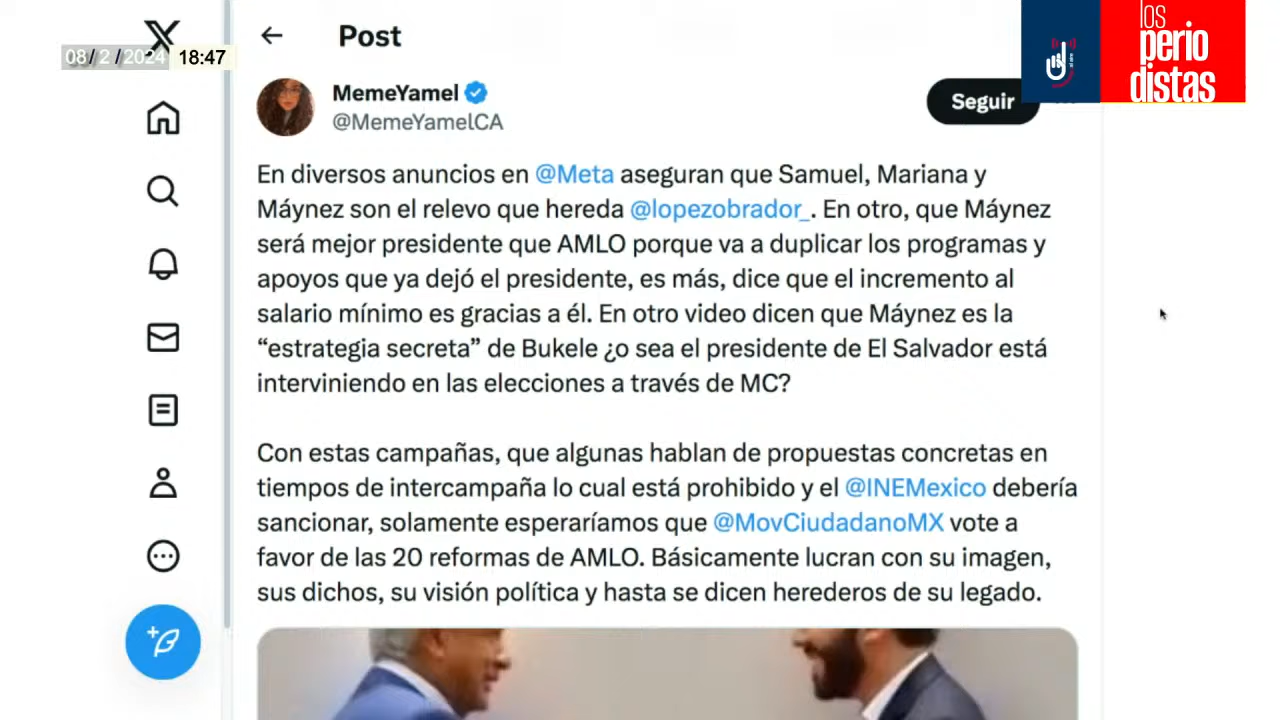 08/2/2024 18:47
Post
los
perio
distas
MemeYamel
@MemeYamelCA
Seguir
En diversos anuncios en @Meta aseguran que Samuel, Mariana y
Máynez son el relevo que hereda @lopezobrador_. En otro, que Máynez
será mejor presidente que AMLO porque va a duplicar los programas y
apoyos que ya dejó el presidente, es más, dice que el incremento al
salario mínimo es gracias a él. En otro video dicen que Máynez es la
“estrategia secreta” de Bukele ¿o sea el presidente de El Salvador está
interviniendo en las elecciones a través de MC?
Con estas campañas, que algunas hablan de propuestas concretas en
tiempos de intercampaña lo cual está prohibido y el @INEMexico debería
sancionar, solamente esperaríamos que @MovCiudadanoMX vote a
favor de las 20 reformas de AMLO. Básicamente lucran con su imagen,
sus dichos, su visión política y hasta se dicen herederos de su legado.